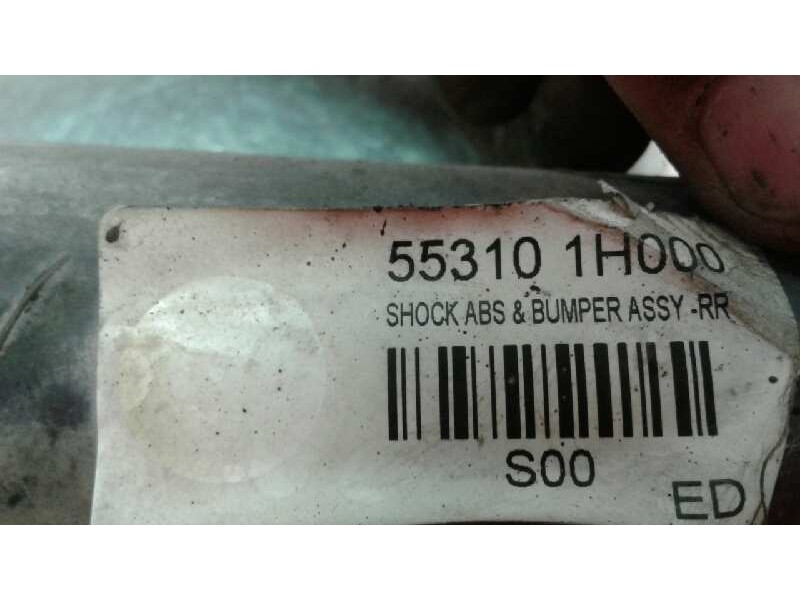 55310 1H000
SHOCK ABS & BUMPER ASSY -RR
S00
ED